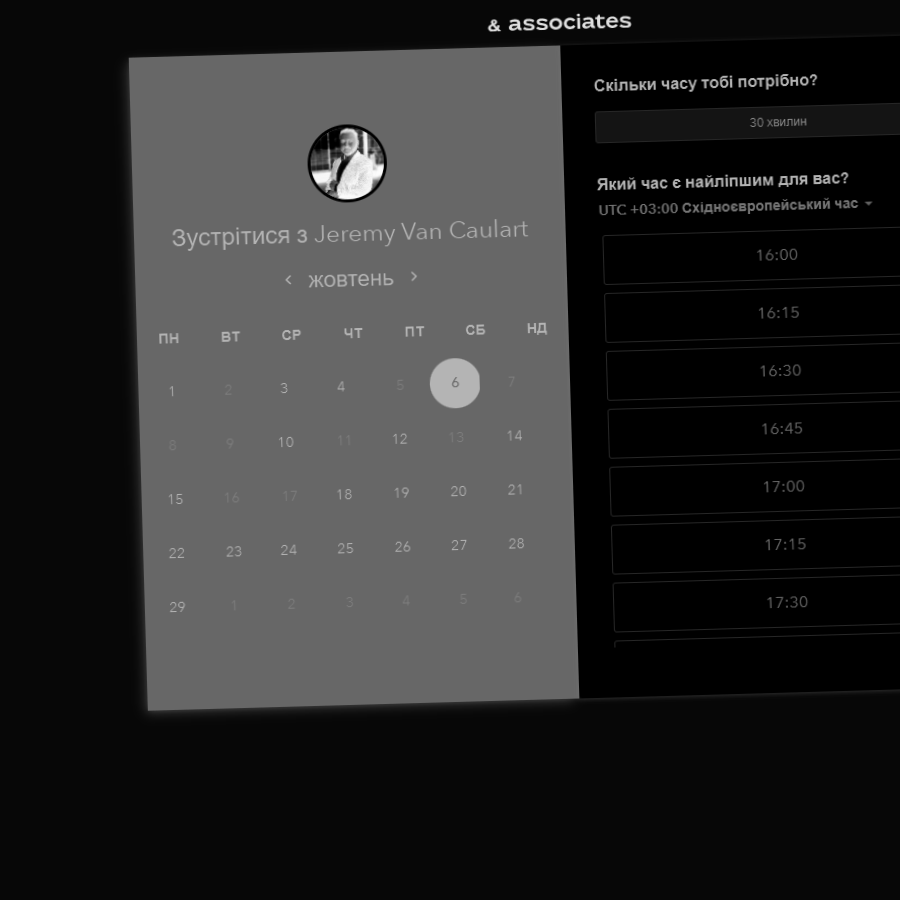 & associates
Зустрітися з Jeremy Van Caulart
жовтень
ПН ВТ СР ЧТ ПТ СБ НД
1 2 3 4 5 6 7
8 9 10 11 12 13 14
15 16 17 18 19 20 21
22 23 24 25 26 27 28
29 1 2 3 4 5 6
Скільки часу тобі потрібно?
30 хвилин
Який час є найліпшим для вас?
UTC +03:00 Східноєвропейський час
16:00
16:15
16:30
16:45
17:00
17:15
17:30